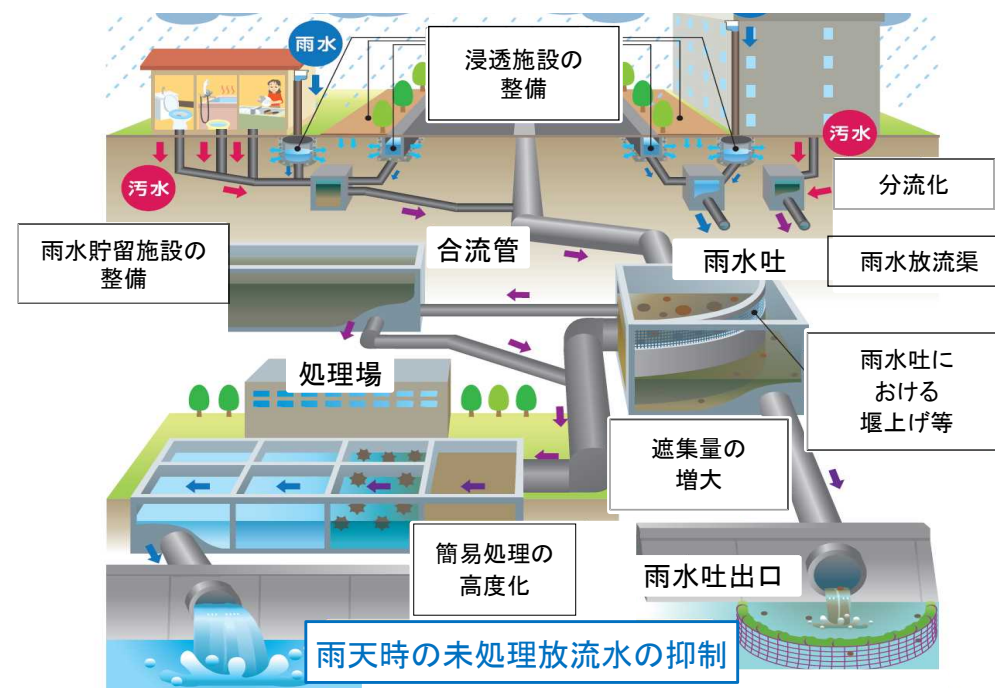 雨水
浸透施設の
整備
汚水
汚水
分流化
雨水貯留施設の
整備
合流管
雨水吐
雨水放流渠
処理場
雨水吐に
おける
堰上げ等
遮集量の
増大
簡易処理の
高度化
雨水吐出口
雨天時の未処理放流水の抑制